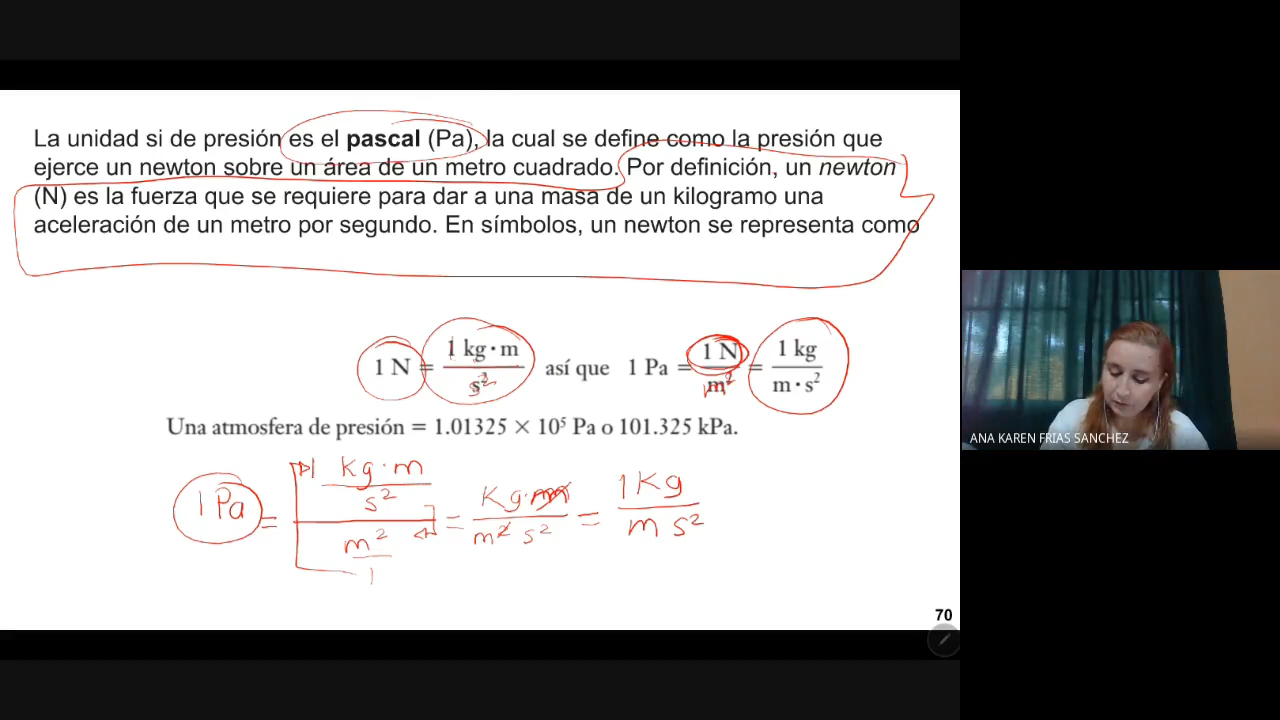 La unidad si de presión es el pascal (Pa), la cual se define como la presión que
ejerce un newton sobre un área de un metro cuadrado. Por definición, un newton
(N) es la fuerza que se requiere para dar a una masa de un kilogramo una
aceleración de un metro por segundo. En símbolos, un newton se representa como
1 N = 1 kg · m / s² así que 1 Pa = 1 N / m² = 1 kg / m · s²
Una atmosfera de presión = 1.01325 × 10⁵ Pa o 101.325 kPa.
1 Pa = kg · m / s² / m² / 1 = Kg · m / m² s² = 1 Kg / m s²
70
ANA KAREN FRIAS SANCHEZ